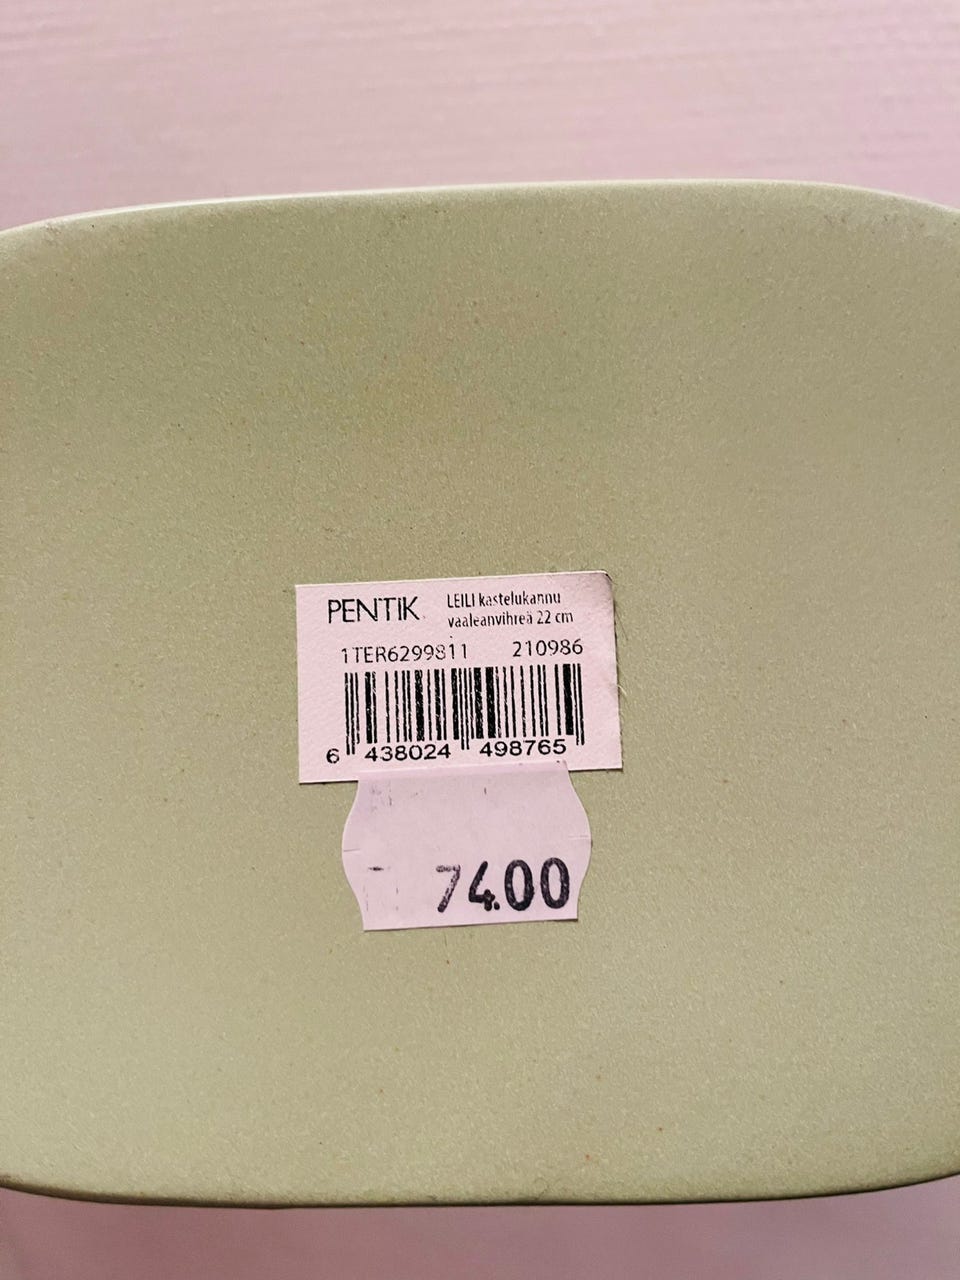 PENTIK
LEILI kastelukannu
vaaleanvihreä 22 cm
1TER6299811 210986
6 438024 498765
74.00